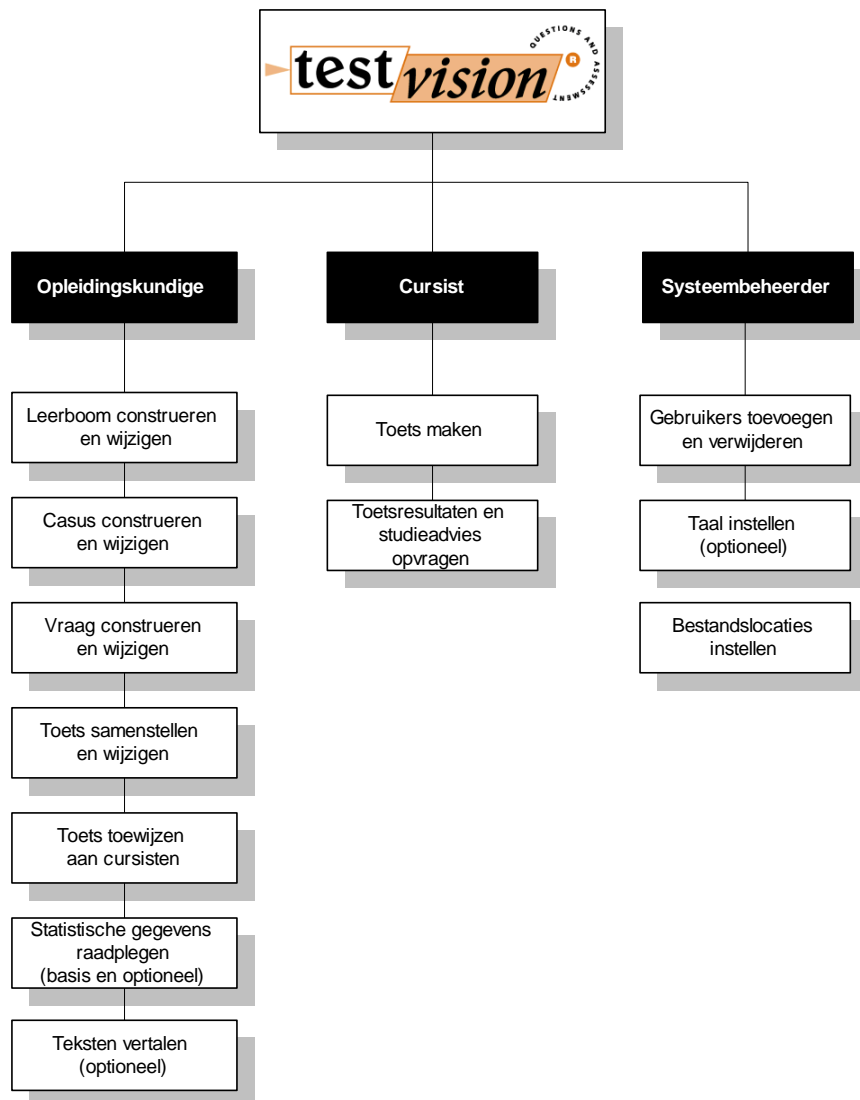 test vision ®
QUESTIONS AND ASSESSMENT
Opleidingskundige
Leerboom construeren
en wijzigen
Casus construeren
en wijzigen
Vraag construeren
en wijzigen
Toets samenstellen
en wijzigen
Toets toewijzen
aan cursisten
Statistische gegevens
raadplegen
(basis en optioneel)
Teksten vertalen
(optioneel)
Cursist
Toets maken
Toetsresultaten en
studieadvies
opvragen
Systeembeheerder
Gebruikers toevoegen
en verwijderen
Taal instellen
(optioneel)
Bestandslocaties
instellen